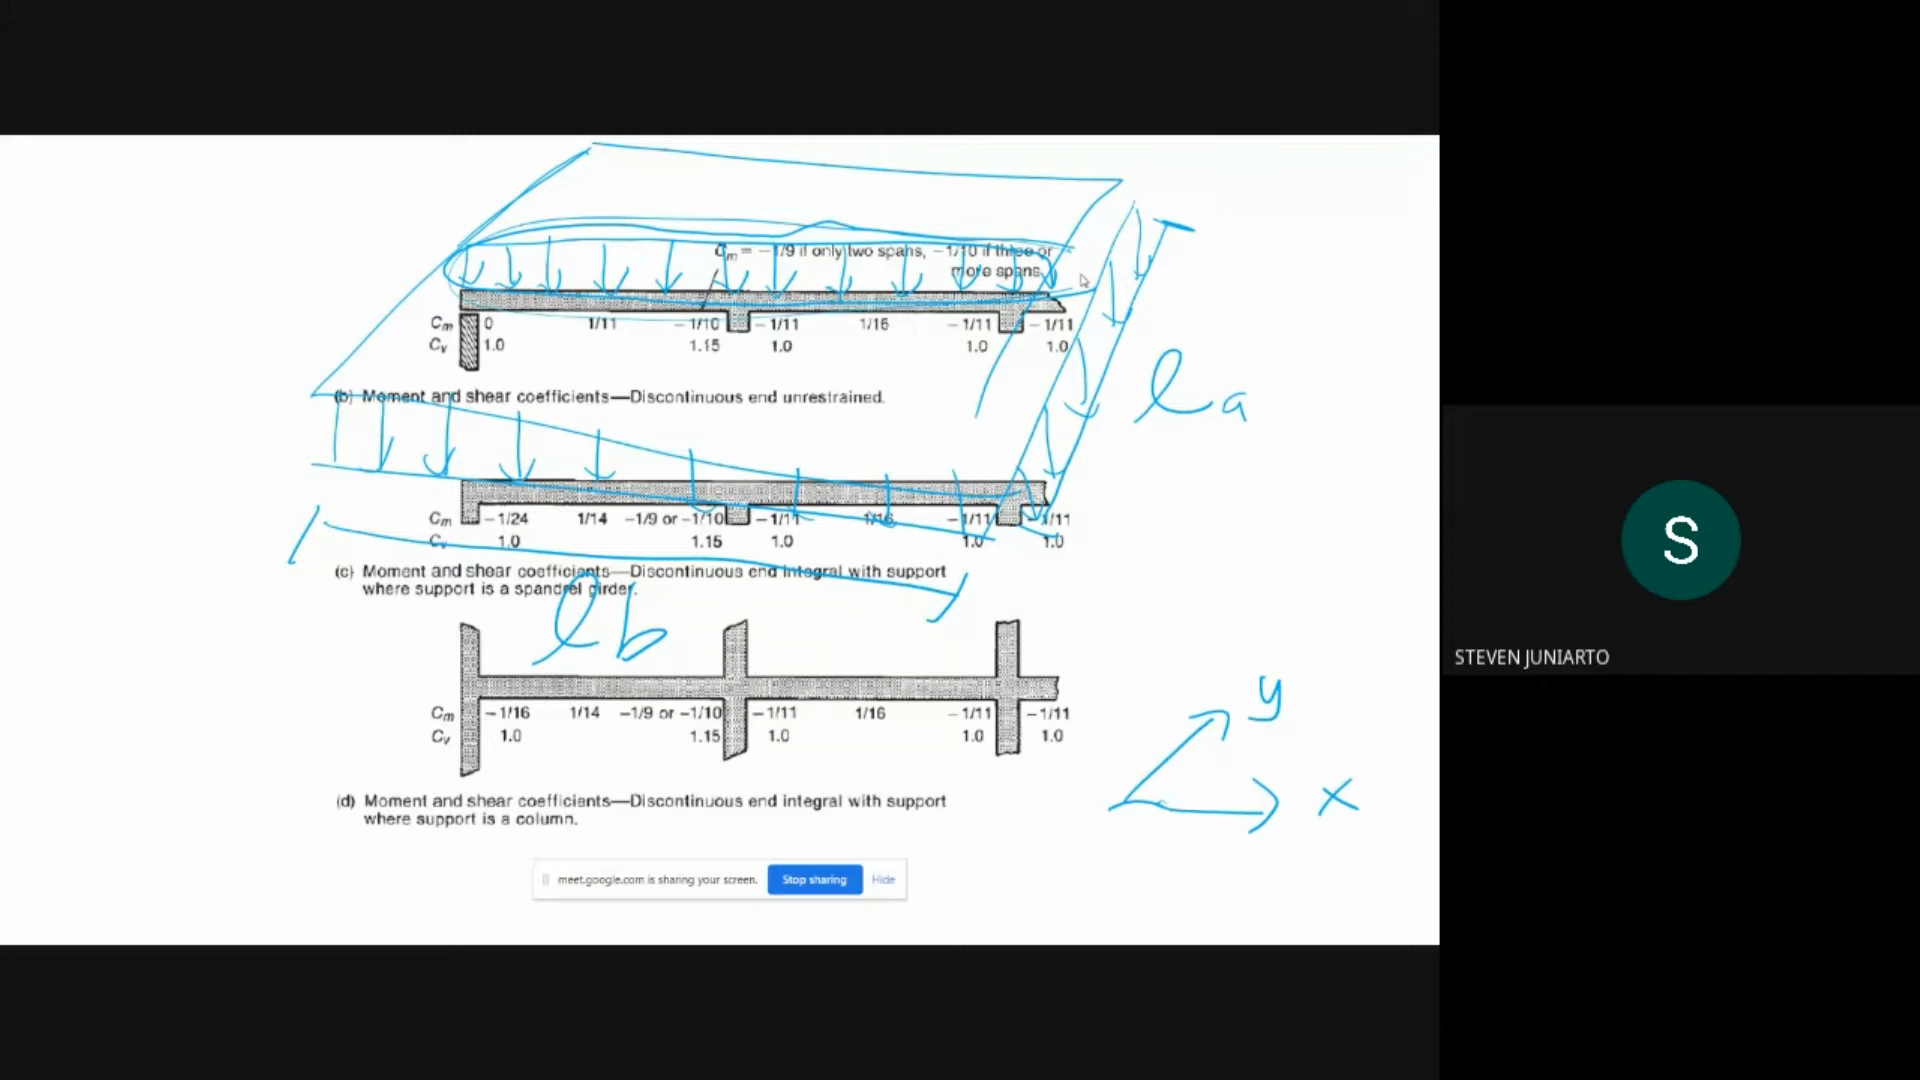 Cm = −1/9 if only two spans, −1/10 if three or
more spans.
Cm 0 1/11 −1/10 −1/11 1/16 −1/11 −1/11
Cv 1.0 1.15 1.0 1.0 1.0
la
(b) Moment and shear coefficients—Discontinuous end unrestrained.
Cm −1/24 1/14 −1/9 or −1/10 −1/11 1/16 −1/11 −1/11
Cv 1.0 1.15 1.0 1.0 1.0
(c) Moment and shear coefficients—Discontinuous end integral with support
where support is a spandrel girder.
lb
S
STEVEN JUNIARTO
Cm −1/16 1/14 −1/9 or −1/10 −1/11 1/16 −1/11 −1/11
Cv 1.0 1.15 1.0 1.0 1.0
y
x
(d) Moment and shear coefficients—Discontinuous end integral with support
where support is a column.
meet.google.com is sharing your screen. Stop sharing Hide